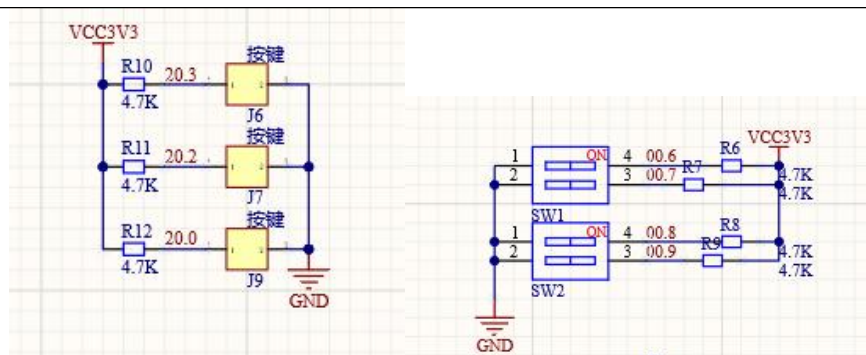 VCC3V3
按键
R10 20.3
4.7K
J6
按键
R11 20.2
4.7K
J7
按键
R12 20.0
4.7K
J9
GND
VCC3V3
1 ON 4 00.6 R6
4.7K
2 3 00.7 R7
4.7K
SW1
1 ON 4 00.8 R8
4.7K
2 3 00.9 R9
4.7K
SW2
GND